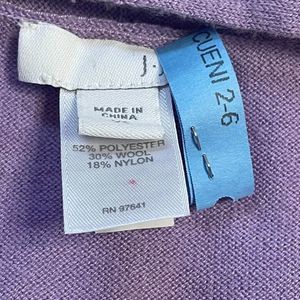 J.
CUENI 2-6
MADE IN
CHINA
52% POLYESTER
30% WOOL
18% NYLON
RN 97641